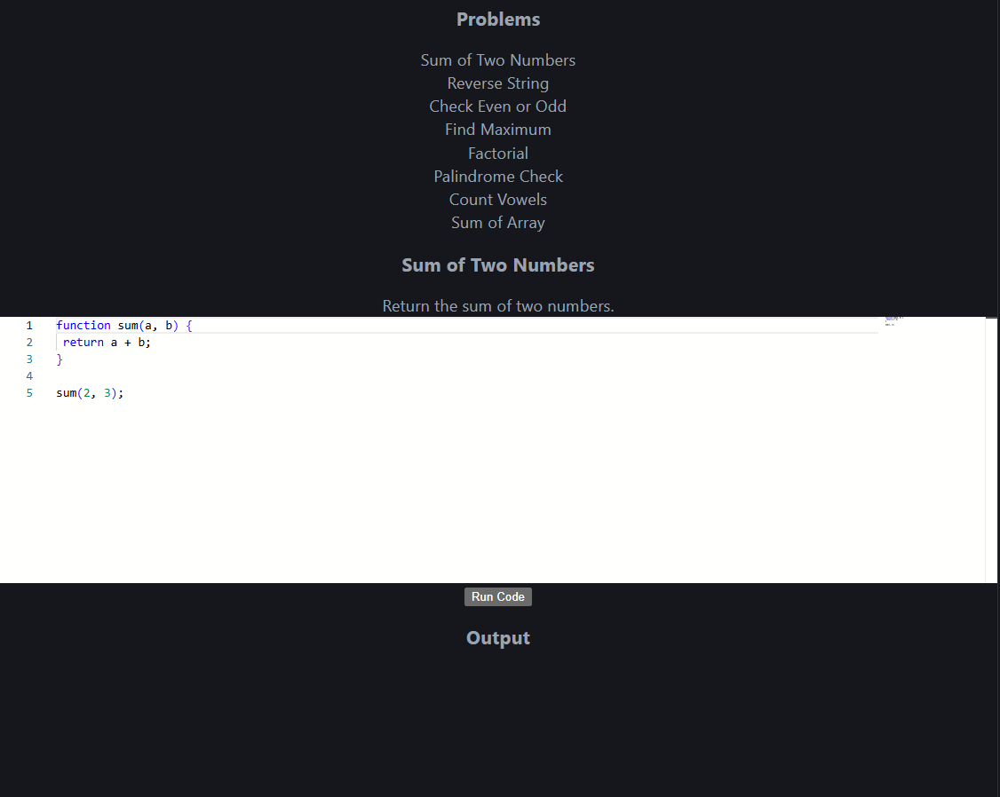 Problems
Sum of Two Numbers
Reverse String
Check Even or Odd
Find Maximum
Factorial
Palindrome Check
Count Vowels
Sum of Array
Sum of Two Numbers
Return the sum of two numbers.
1 function sum(a, b) {
2  return a + b;
3 }
4
5 sum(2, 3);
Run Code
Output